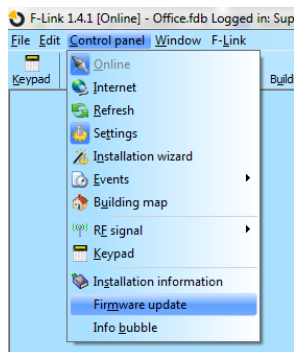 F-Link 1.4.1 [Online] - Office.fdb Logged in: Sup
File Edit Control panel Window F-Link
Keypad
Online
Build
Internet
Refresh
Settings
Installation wizard
Events
Building map
RF signal
Keypad
Installation information
Firmware update
Info bubble